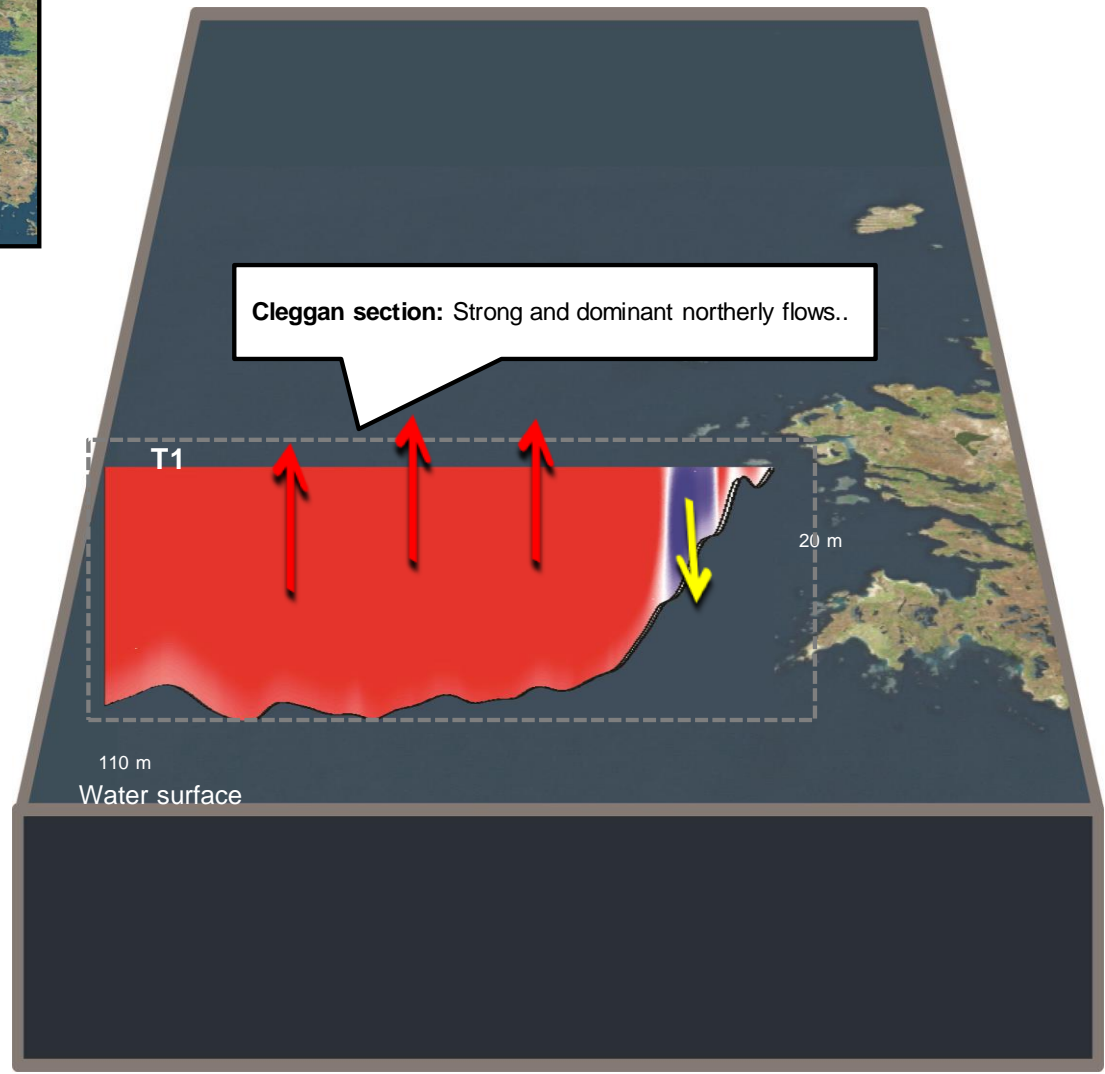 Cleggan section: Strong and dominant northerly flows..
T1
20 m
110 m
Water surface